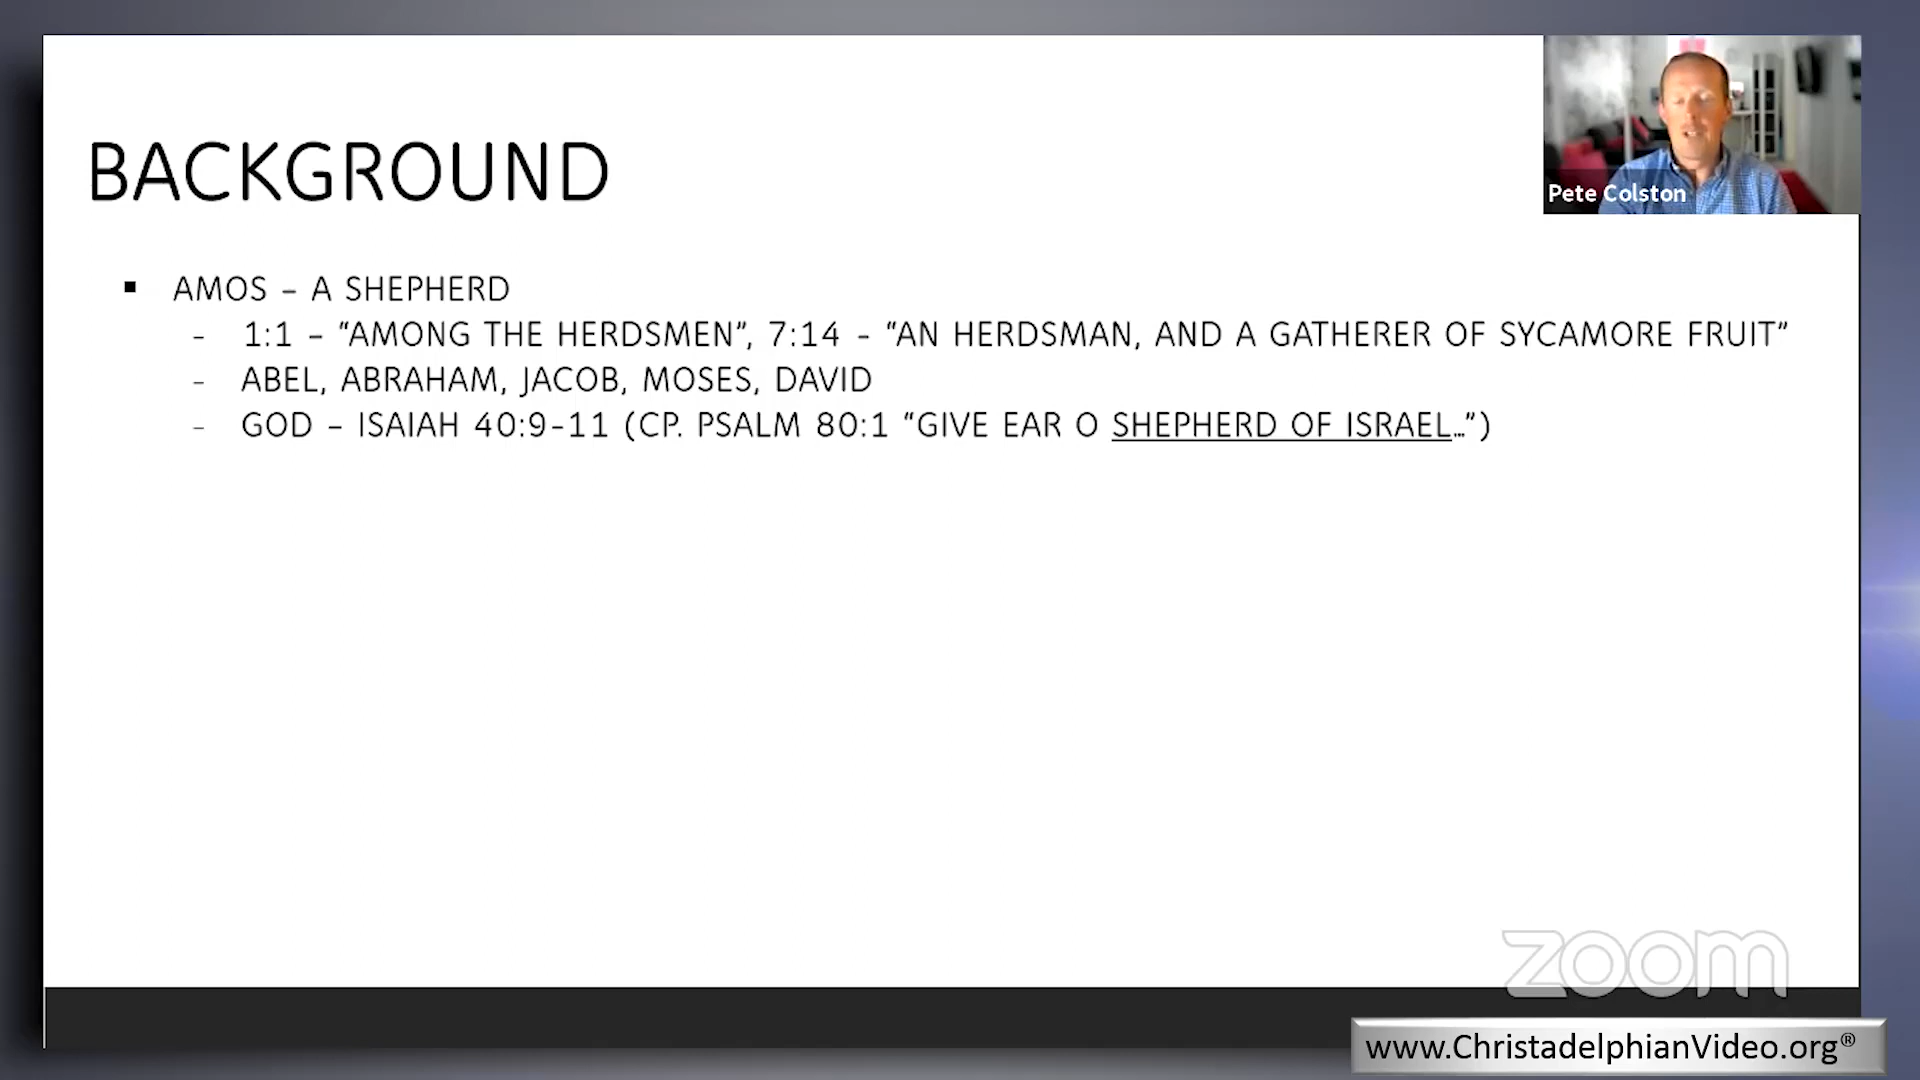 BACKGROUND
Pete Colston
▪ AMOS – A SHEPHERD
- 1:1 – “AMONG THE HERDSMEN”, 7:14 - “AN HERDSMAN, AND A GATHERER OF SYCAMORE FRUIT”
- ABEL, ABRAHAM, JACOB, MOSES, DAVID
- GOD – ISAIAH 40:9-11 (CP. PSALM 80:1 “GIVE EAR O SHEPHERD OF ISRAEL…”)
zoom
www.ChristadelphianVideo.org®